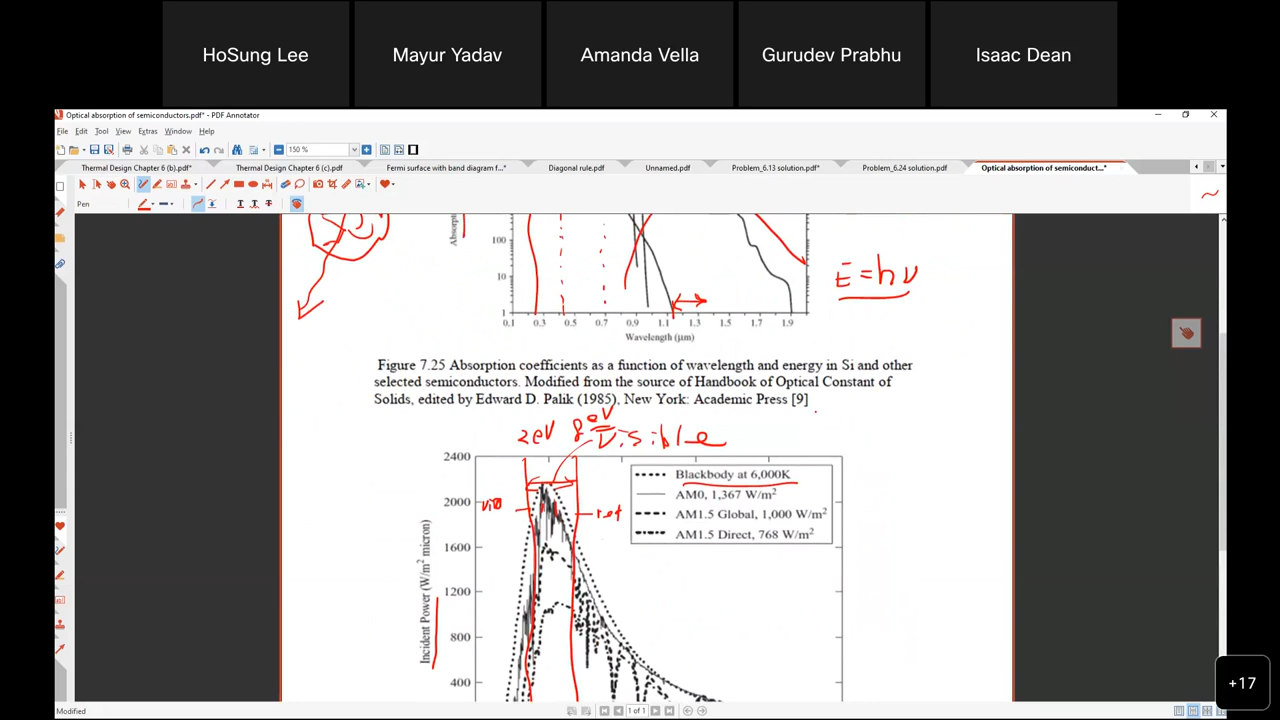 HoSung Lee
Mayur Yadav
Amanda Vella
Gurudev Prabhu
Isaac Dean
Optical absorption of semiconductors.pdf* - PDF Annotator
File Edit Tool View Extras Window Help
150 %
Thermal Design Chapter 6 (b).pdf*
Thermal Design Chapter 6 (c).pdf
Fermi surface with band diagram f...*
Diagonal rule.pdf
Unnamed.pdf
Problem_6.13 solution.pdf*
Problem_6.24 solution.pdf
Optical absorption of semiconduct...*
Pen
Absorption
100
10
1
0.1 0.3 0.5 0.7 0.9 1.1 1.3 1.5 1.7 1.9
Wavelength (μm)
E = hν
Figure 7.25 Absorption coefficients as a function of wavelength and energy in Si and other
selected semiconductors. Modified from the source of Handbook of Optical Constant of
Solids, edited by Edward D. Palik (1985), New York: Academic Press [9]
2eV 8eV
Visible
2400
2000
1600
1200
800
400
Incident Power (W/m² micron)
Blackbody at 6,000K
AM0, 1,367 W/m²
AM1.5 Global, 1,000 W/m²
AM1.5 Direct, 768 W/m²
Modified
1 of 1
+17